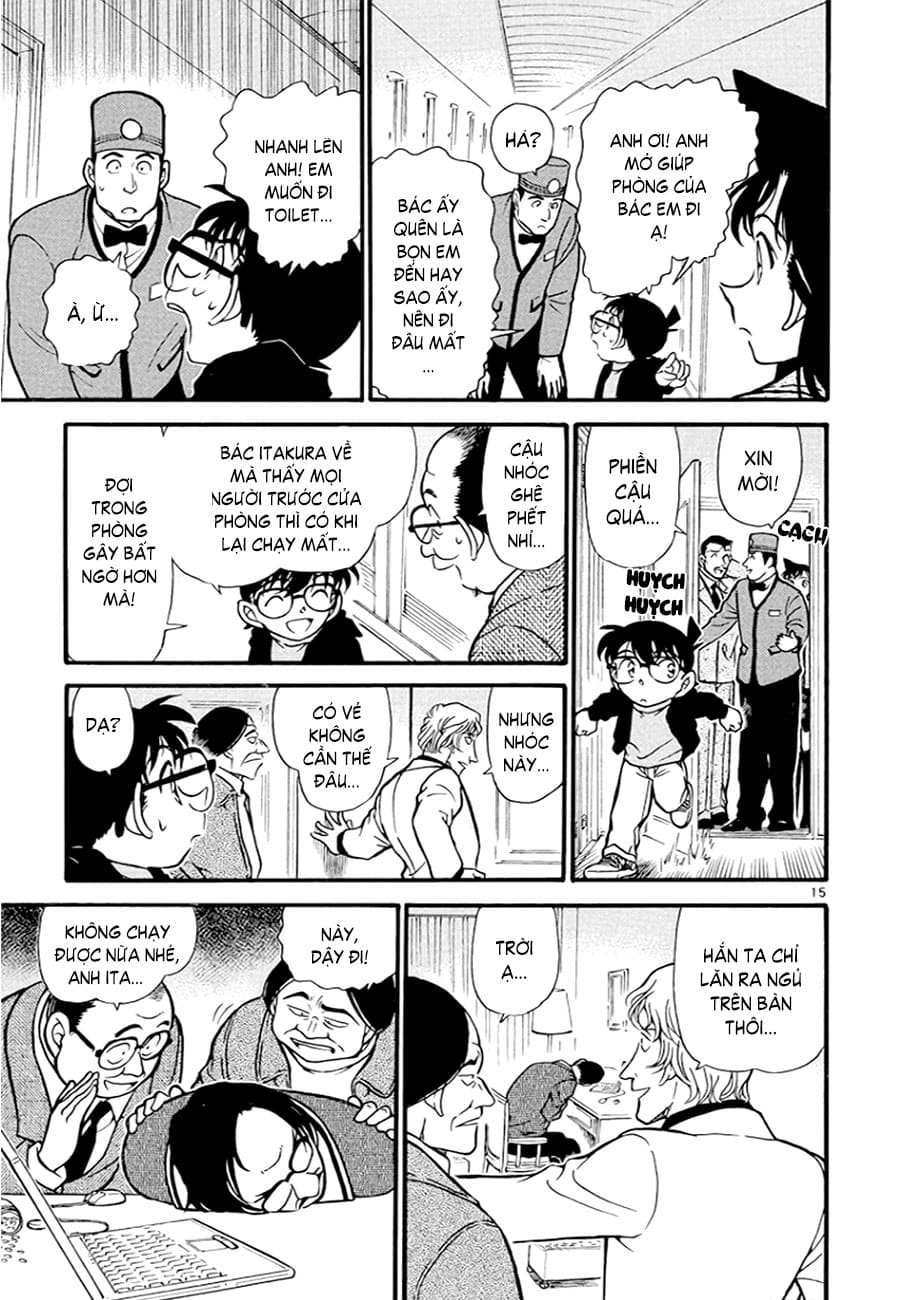 ANH ƠI! ANH
MỞ GIÚP
PHÒNG CỦA
BÁC EM ĐI
Ạ!
HẢ?
BÁC ẤY
QUÊN LÀ
BỌN EM
ĐẾN HAY
SAO ẤY,
NÊN ĐI
ĐÂU MẤT
...
NHANH LÊN
ANH! EM
MUỐN ĐI
TOILET...
À, Ừ...
XIN
MỜI!
CẠCH
PHIỀN
CẬU
QUÁ...
HUỴCH
HUỴCH
CẬU
NHÓC
GHÊ
PHẾT
NHỈ...
BÁC ITAKURA VỀ
MÀ THẤY MỌI
NGƯỜI TRƯỚC CỬA
PHÒNG THÌ CÓ KHI
LẠI CHẠY MẤT...
ĐỢI
TRONG
PHÒNG
GÂY BẤT
NGỜ HƠN
MÀ!
NHƯNG
NHÓC
NÀY...
CÓ VẺ
KHÔNG
CẦN THẾ
ĐÂU...
DẠ?
15
HẮN TA CHỈ
LĂN RA NGỦ
TRÊN BÀN
THÔI...
TRỜI
Ạ...
NÀY,
DẬY ĐI!
KHÔNG CHẠY
ĐƯỢC NỮA NHÉ,
ANH ITA...